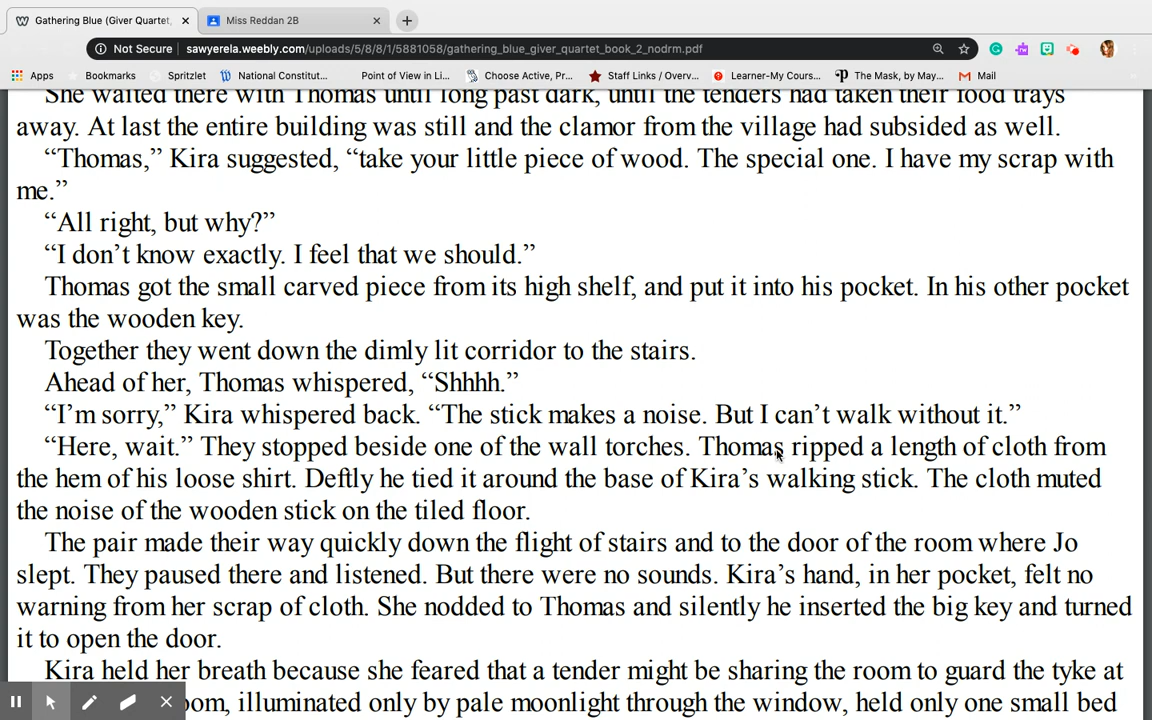 Gathering Blue (Giver Quartet,
Miss Reddan 2B
Not Secure | sawyerela.weebly.com/uploads/5/8/8/1/5881058/gathering_blue_giver_quartet_book_2_nodrm.pdf
Apps Bookmarks Spritzlet National Constitut... Point of View in Li... Choose Active, Pr... Staff Links / Overv... Learner-My Cours... The Mask, by May... Mail
She waited there with Thomas until long past dark, until the tenders had taken their food trays
away. At last the entire building was still and the clamor from the village had subsided as well.
“Thomas,” Kira suggested, “take your little piece of wood. The special one. I have my scrap with
me.”
“All right, but why?”
“I don’t know exactly. I feel that we should.”
Thomas got the small carved piece from its high shelf, and put it into his pocket. In his other pocket
was the wooden key.
Together they went down the dimly lit corridor to the stairs.
Ahead of her, Thomas whispered, “Shhhh.”
“I’m sorry,” Kira whispered back. “The stick makes a noise. But I can’t walk without it.”
“Here, wait.” They stopped beside one of the wall torches. Thomas ripped a length of cloth from
the hem of his loose shirt. Deftly he tied it around the base of Kira’s walking stick. The cloth muted
the noise of the wooden stick on the tiled floor.
The pair made their way quickly down the flight of stairs and to the door of the room where Jo
slept. They paused there and listened. But there were no sounds. Kira’s hand, in her pocket, felt no
warning from her scrap of cloth. She nodded to Thomas and silently he inserted the big key and turned
it to open the door.
Kira held her breath because she feared that a tender might be sharing the room to guard the tyke at
oom, illuminated only by pale moonlight through the window, held only one small bed